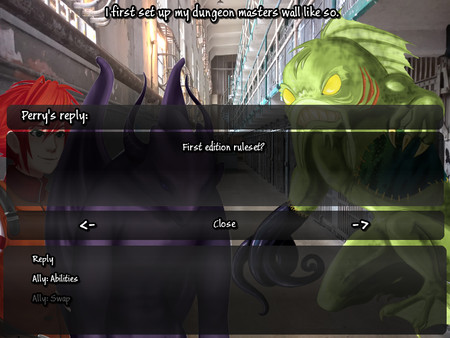 I first set up my dungeon masters wall like so.
Perry's reply:
First edition ruleset?
<- Close ->
Reply
Ally: Abilities
Ally: Swap